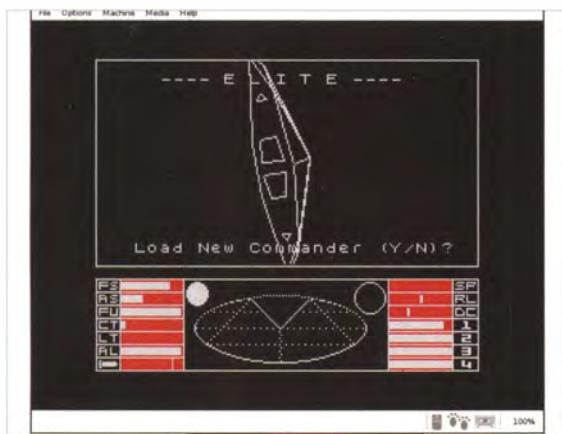 File Options Machine Media Help
---- E L I T E ----
Load New Commander (Y/N)?
FS SP
AS RL
FU DC
CT 1
LT 2
AL 3
4
100%